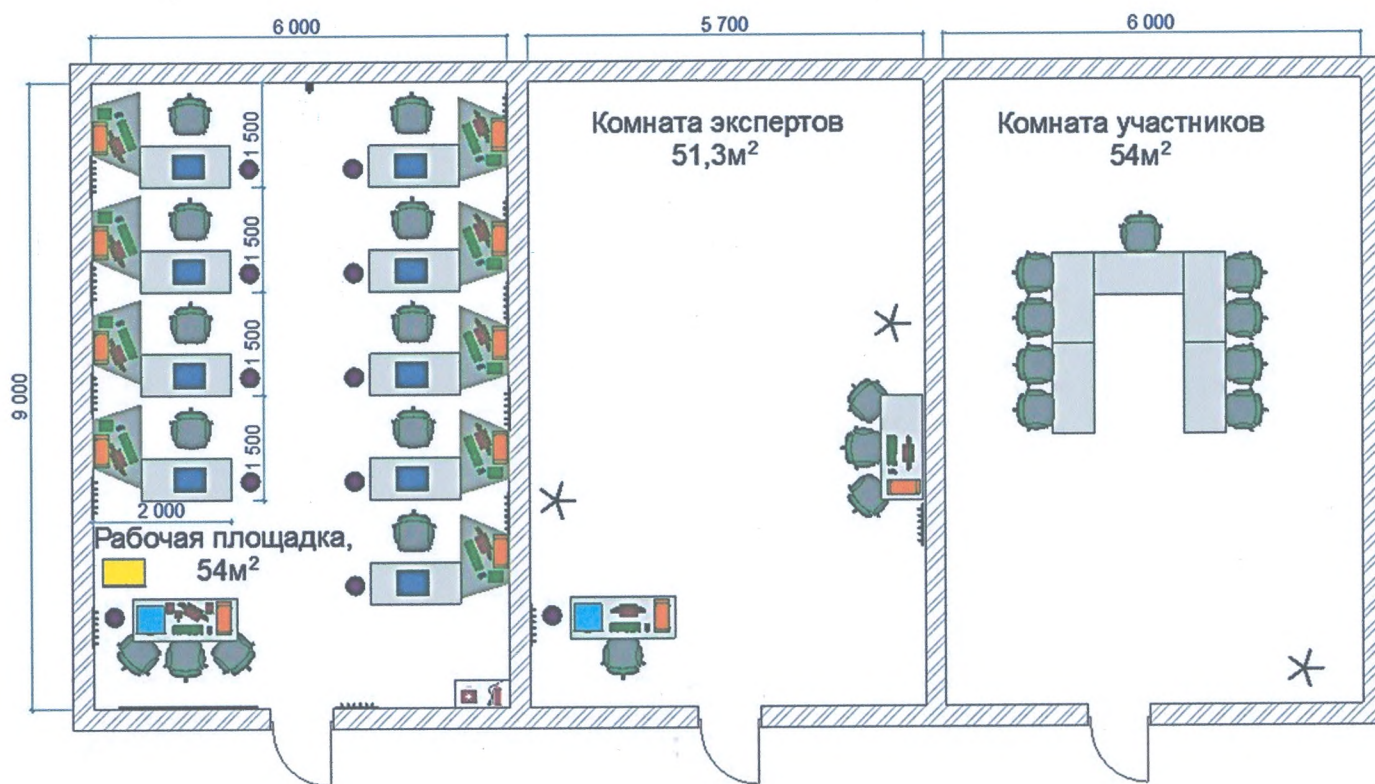 6 000
5 700
6 000
Комната экспертов
51,3м²
Комната участников
54м²
1 500
1 500
1 500
1 500
9 000
2 000
Рабочая площадка,
54м²